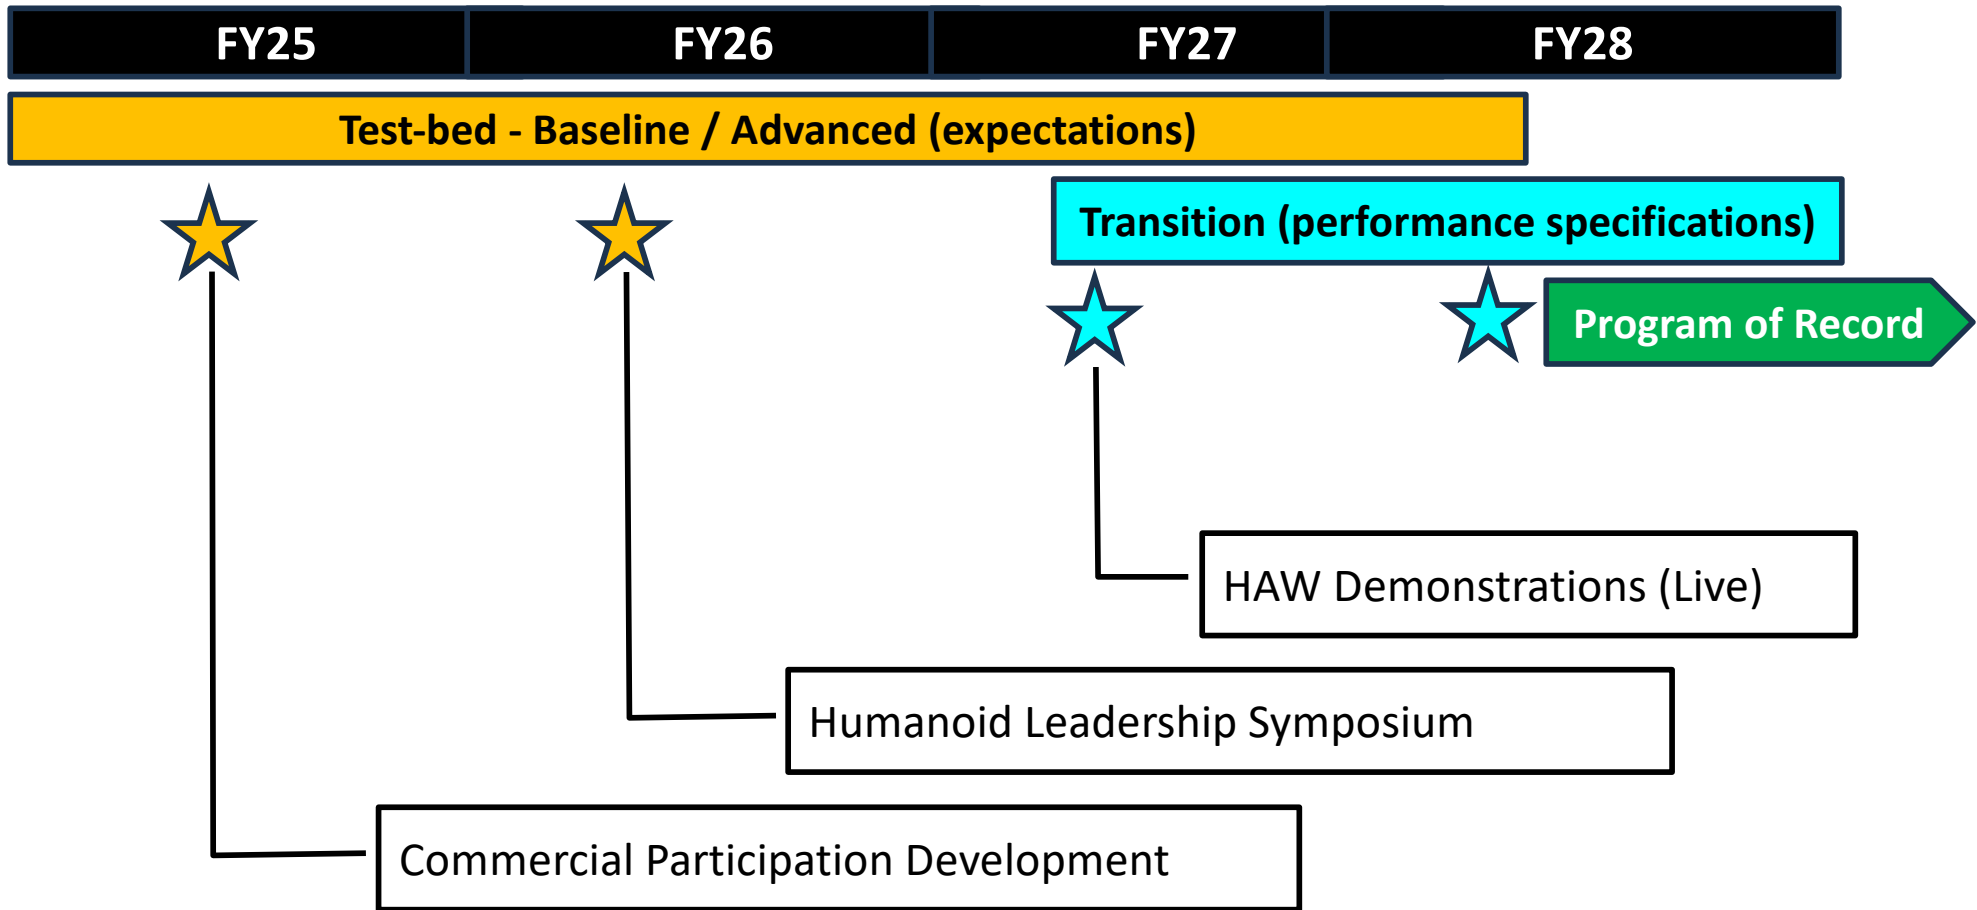 FY25
FY26
FY27
FY28
Test-bed - Baseline / Advanced (expectations)
Transition (performance specifications)
Program of Record
HAW Demonstrations (Live)
Humanoid Leadership Symposium
Commercial Participation Development